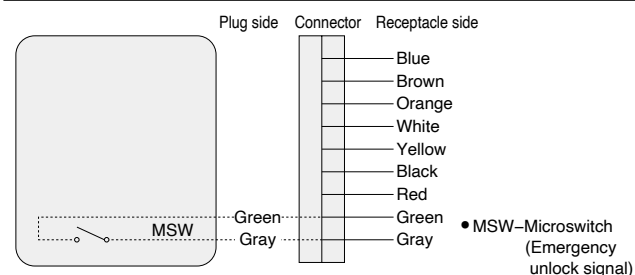 Plug side Connector Receptacle side
Blue
Brown
Orange
White
Yellow
Black
Red
Green Green
MSW Gray Gray
● MSW–Microswitch
(Emergency
unlock signal)